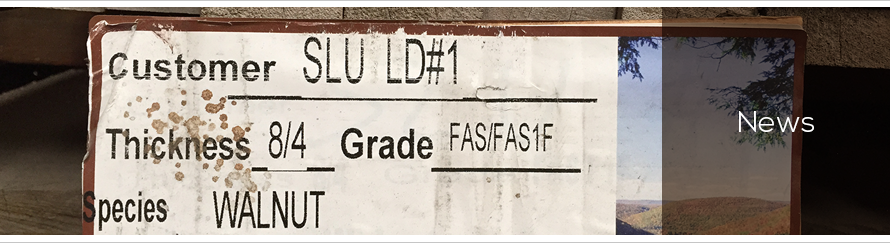 Customer SLU LD#1
Thickness 8/4 Grade FAS/FAS1F
Species WALNUT
News